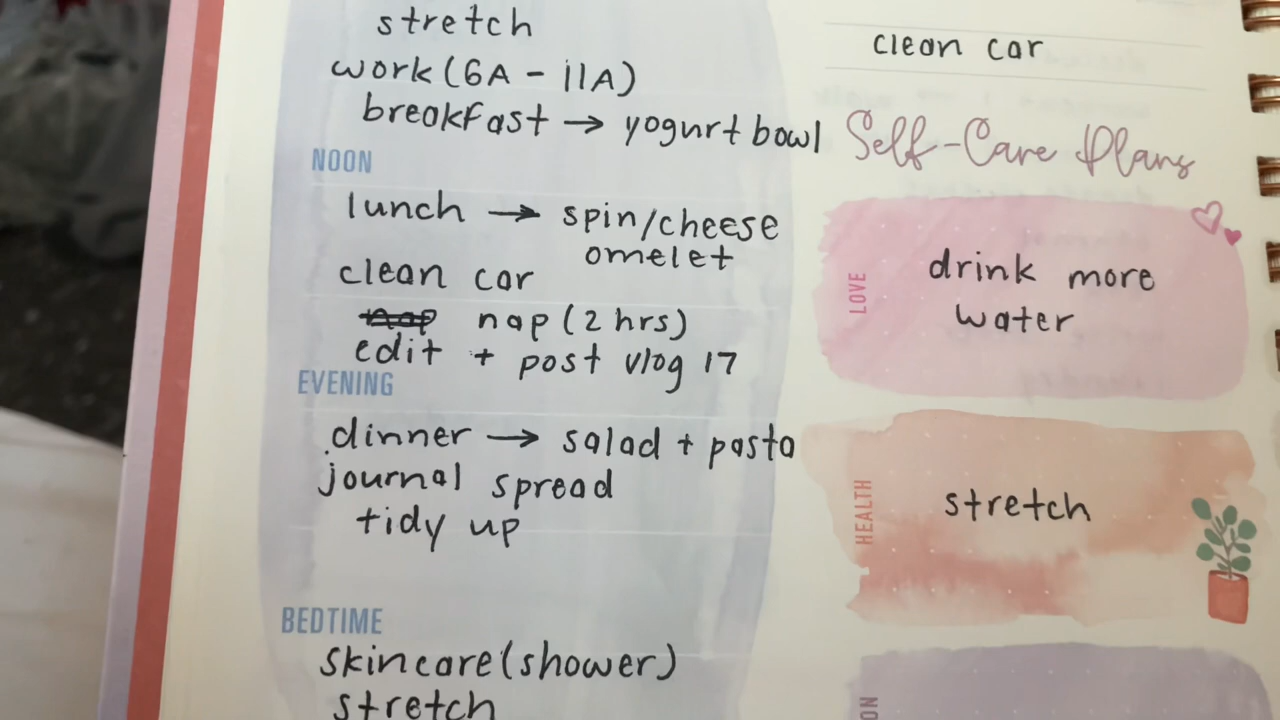 stretch
work (6A - 11A)
breakfast → yogurt bowl
NOON
lunch → spin/cheese
omelet
clean car
nap nap (2 hrs)
edit + post vlog 17
EVENING
dinner → salad + pasta
journal spread
tidy up
BEDTIME
skincare (shower)
stretch
clean car
Self-Care Plans
LOVE
drink more
water
HEALTH
stretch